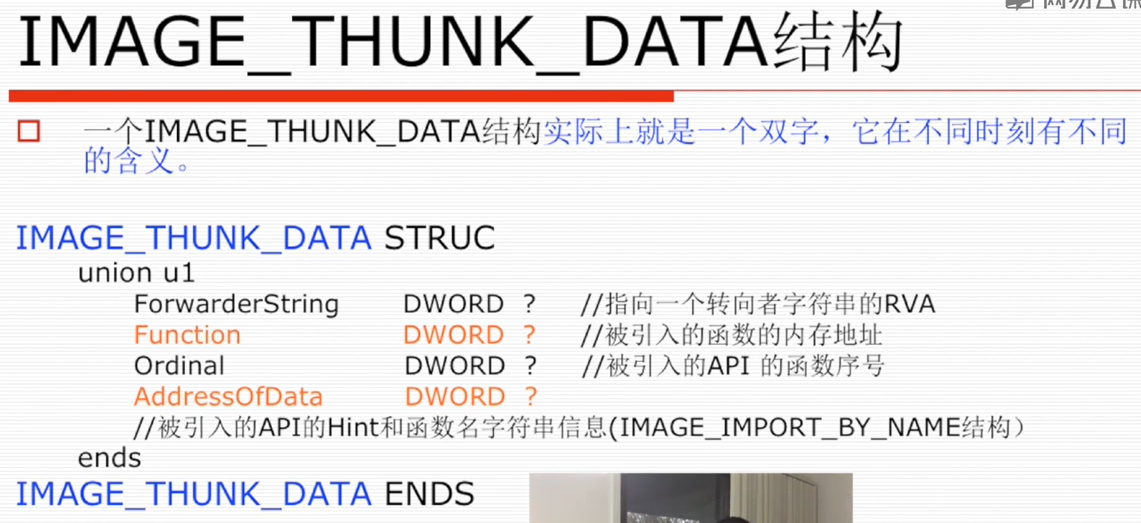 IMAGE_THUNK_DATA结构
一个IMAGE_THUNK_DATA结构实际上就是一个双字，它在不同时刻有不同
的含义。
IMAGE_THUNK_DATA STRUC
union u1
ForwarderString DWORD ? //指向一个转向者字符串的RVA
Function DWORD ? //被引入的函数的内存地址
Ordinal DWORD ? //被引入的API 的函数序号
AddressOfData DWORD ?
//被引入的API的Hint和函数名字符串信息(IMAGE_IMPORT_BY_NAME结构）
ends
IMAGE_THUNK_DATA ENDS